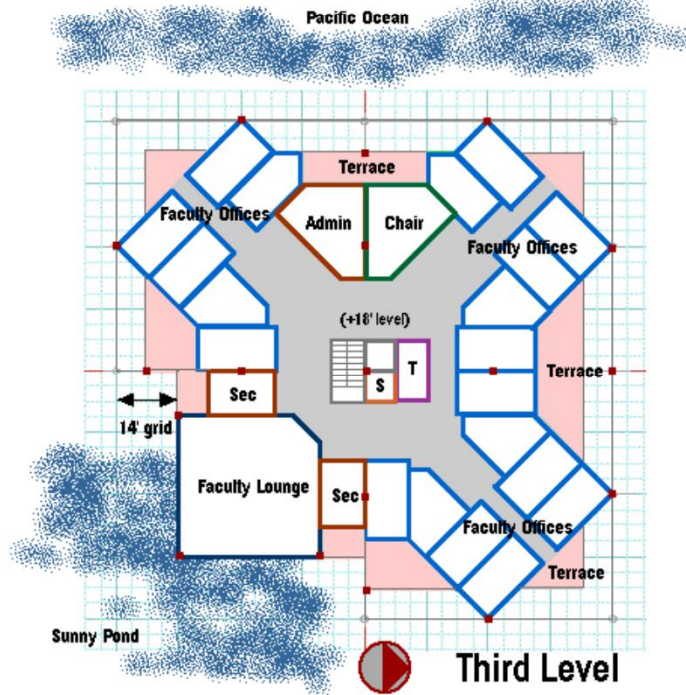 Pacific Ocean
Terrace
Faculty Offices
Admin
Chair
Faculty Offices
(+18' level)
T
S
Terrace
Sec
14' grid
Faculty Lounge
Sec
Faculty Offices
Terrace
Sunny Pond
Third Level